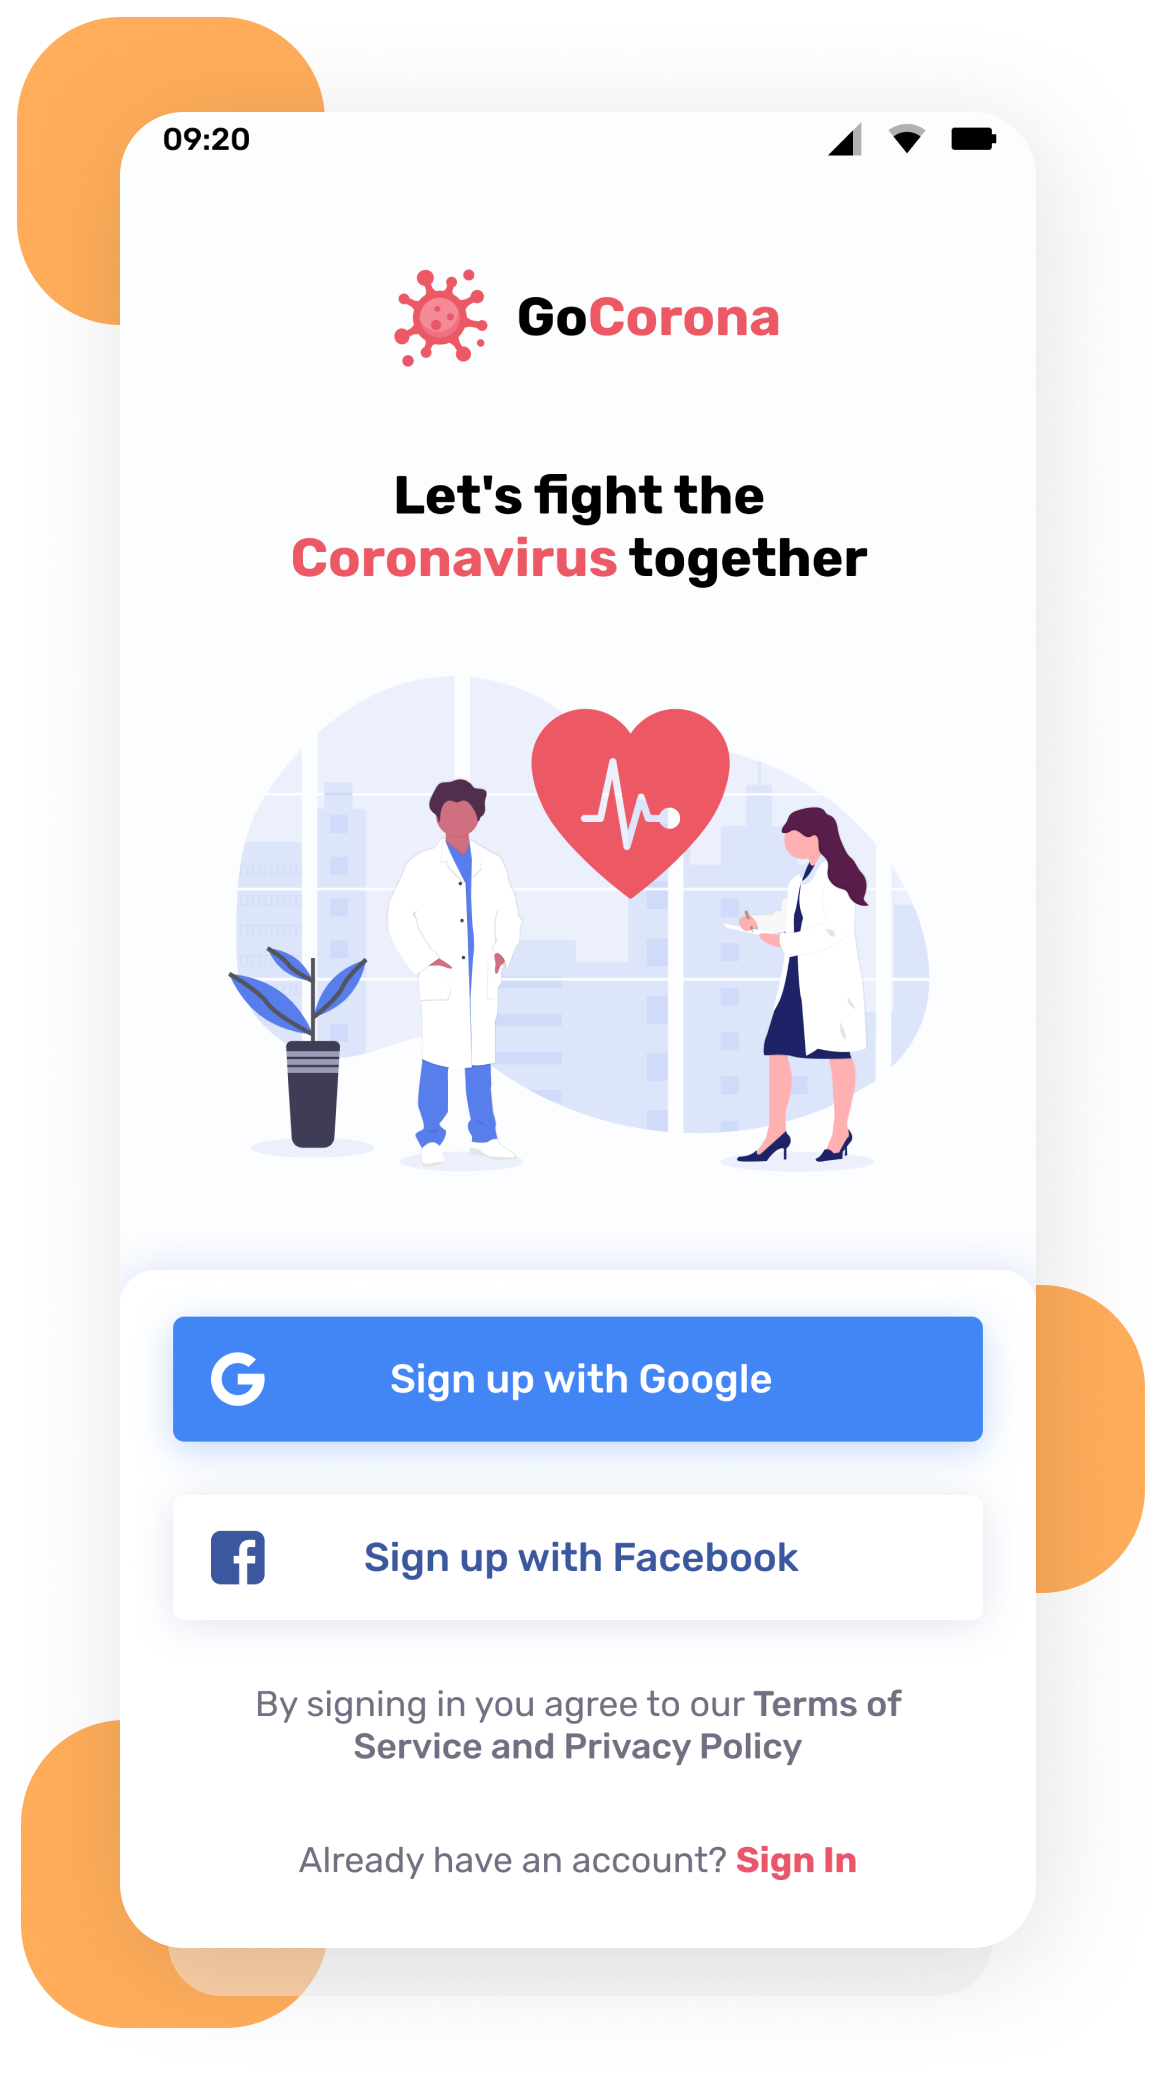 09:20
GoCorona
Let's fight the
Coronavirus together
Sign up with Google
Sign up with Facebook
By signing in you agree to our Terms of
Service and Privacy Policy
Already have an account? Sign In